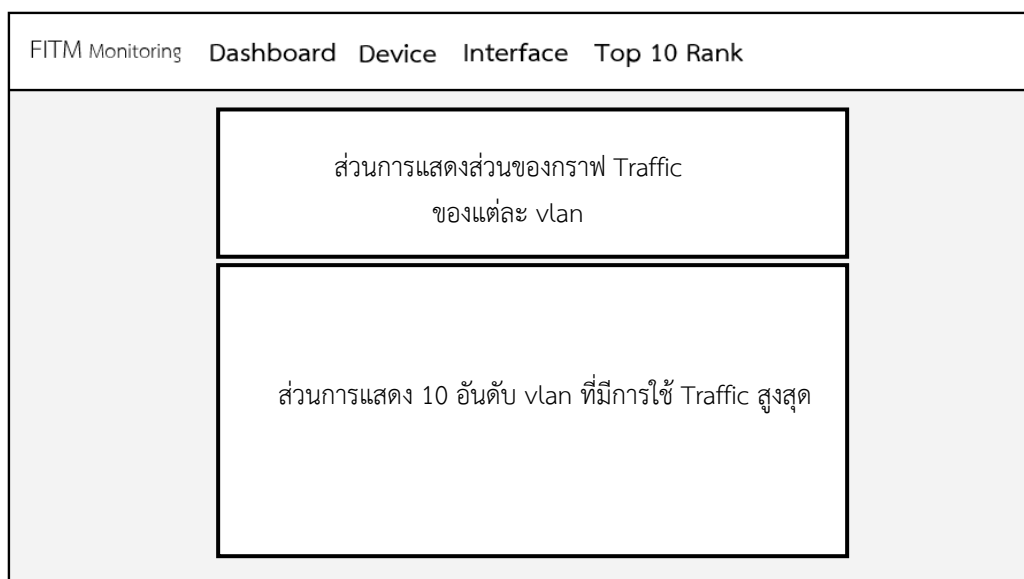 FITM Monitoring Dashboard Device Interface Top 10 Rank
ส่วนการแสดงส่วนของกราฟ Traffic
ของแต่ละ vlan
ส่วนการแสดง 10 อันดับ vlan ที่มีการใช้ Traffic สูงสุด